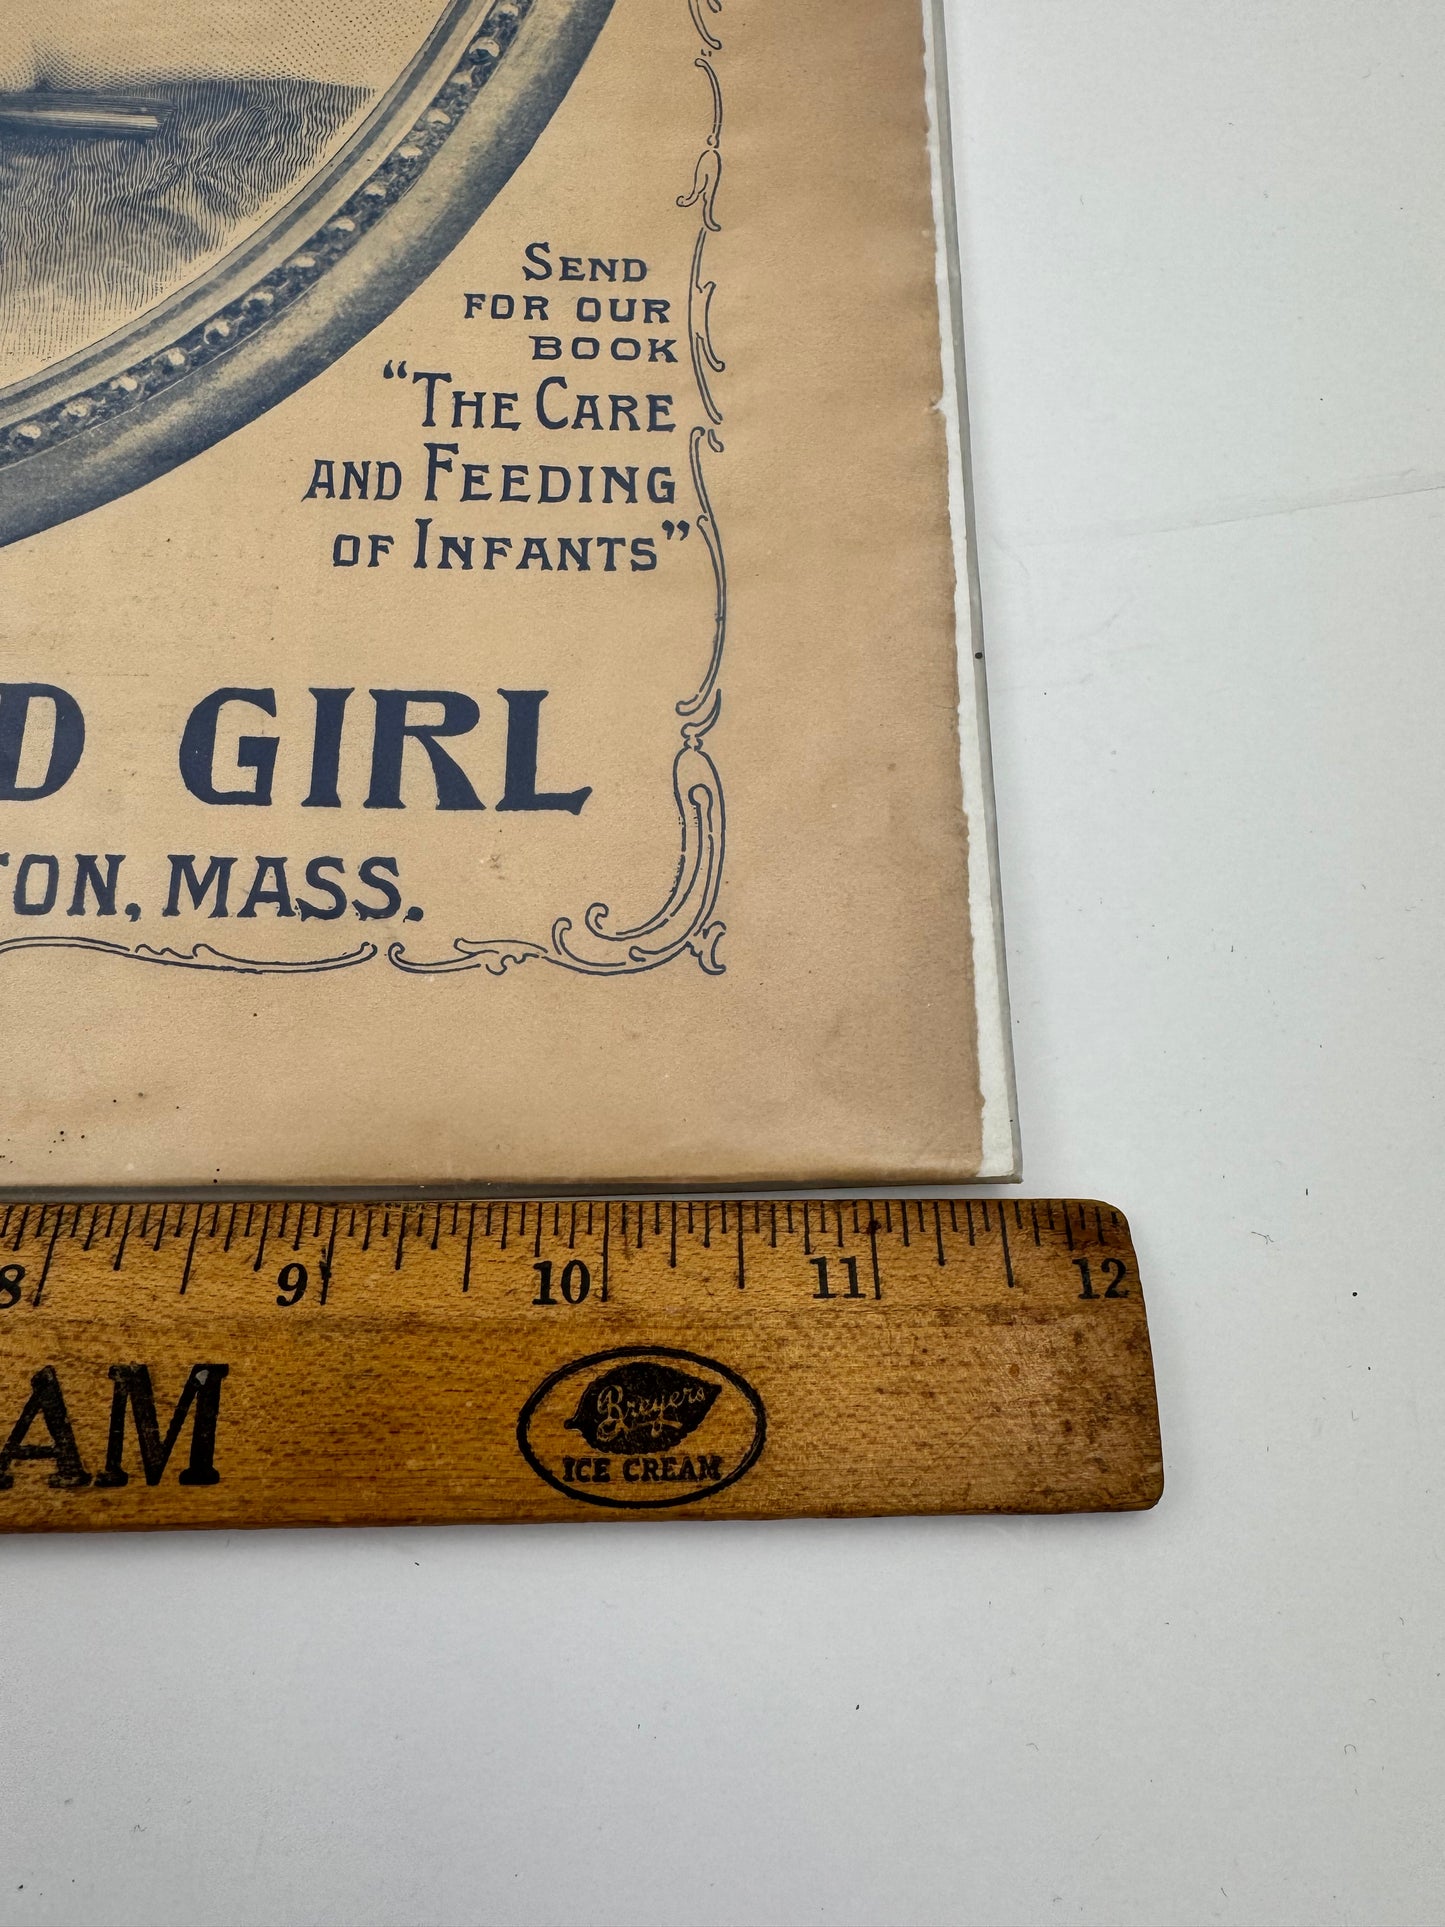 SEND
FOR OUR
BOOK
“THE CARE
AND FEEDING
OF INFANTS”
D GIRL
TON, MASS.
8 9 10 11 12
AM
Breyers
ICE CREAM